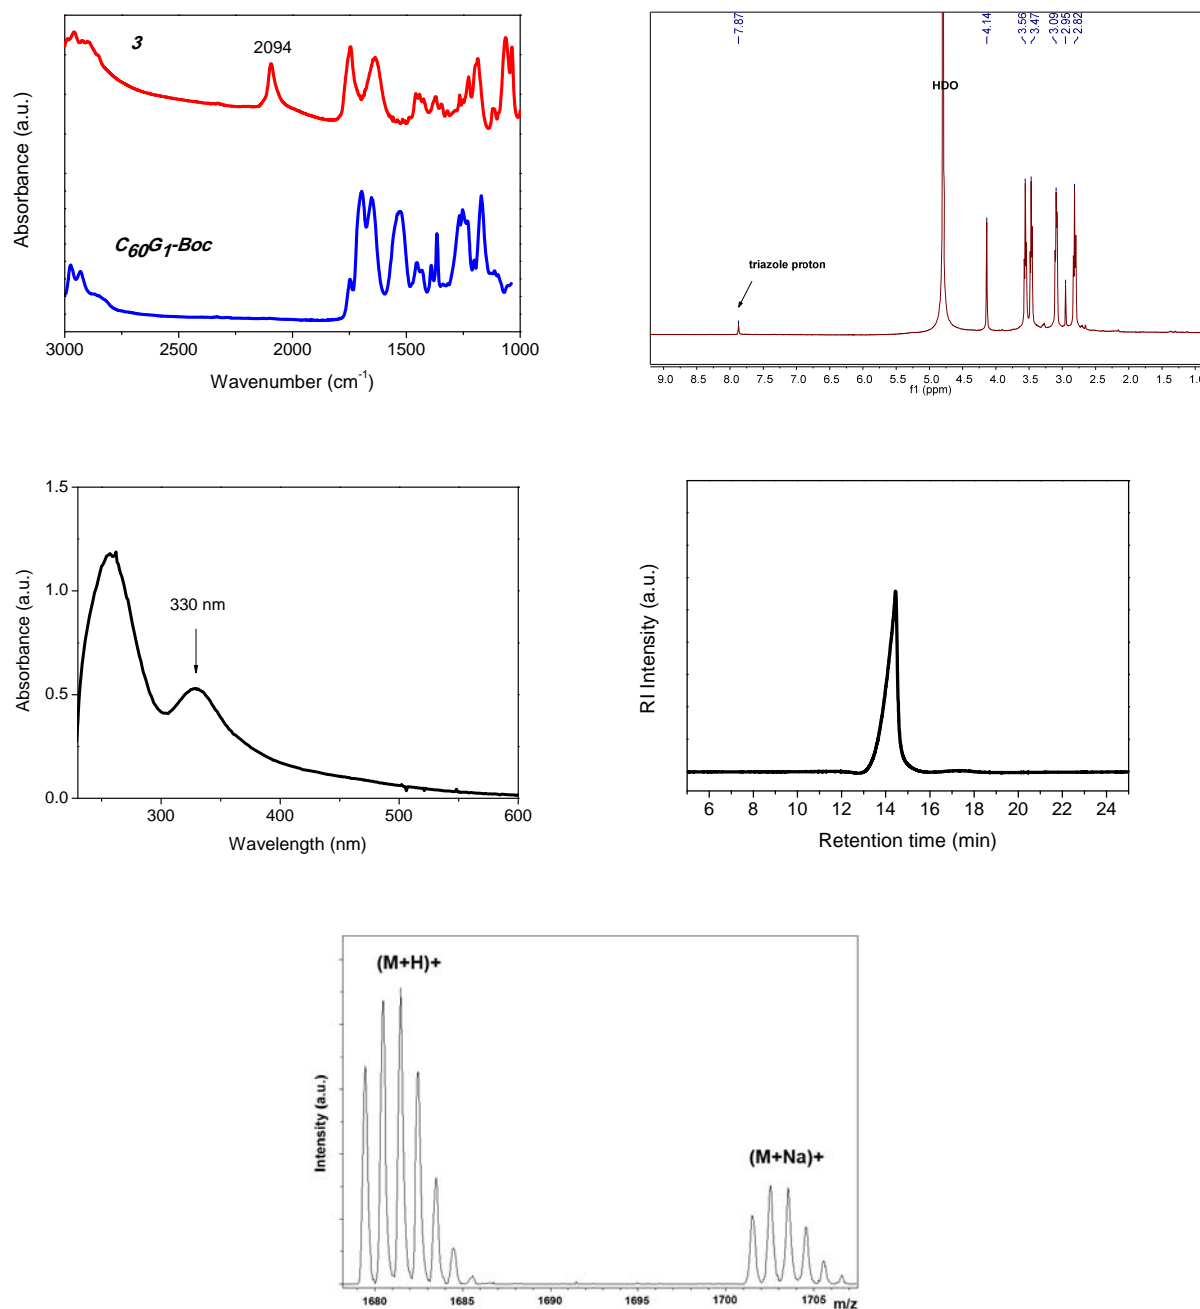 3
2094
C60G1-Boc
Absorbance (a.u.)
3000 2500 2000 1500 1000
Wavenumber (cm-1)
7.87 4.14 3.56 3.47 3.09 2.95 2.82
HDO
triazole proton
9.0 8.5 8.0 7.5 7.0 6.5 6.0 5.5 5.0 4.5 4.0 3.5 3.0 2.5 2.0 1.5 1.0
f1 (ppm)
1.5
1.0
0.5
0.0
Absorbance (a.u.)
330 nm
300 400 500 600
Wavelength (nm)
RI Intensity (a.u.)
6 8 10 12 14 16 18 20 22 24
Retention time (min)
(M+H)+
(M+Na)+
Intensity (a.u.)
1680 1685 1690 1695 1700 1705 m/z